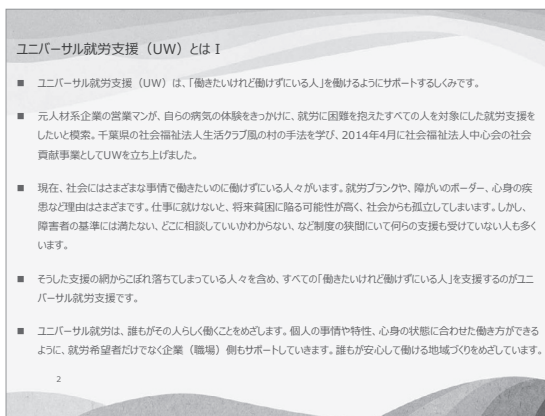 ユニバーサル就労支援（UW）とは I
■ ユニバーサル就労支援（UW）は、「働きたいけれど働けずにいる人」を働けるようにサポートするしくみです。
■ 元人材系企業の営業マンが、自らの病気の体験をきっかけに、就労に困難を抱えたすべての人を対象にした就労支援を
したいと模索。千葉県の社会福祉法人生活クラブ風の村の手法を学び、2014年4月に社会福祉法人中心会の社会
貢献事業としてUWを立ち上げました。
■ 現在、社会にはさまざまな事情で働きたいのに働けずにいる人々がいます。就労ブランクや、障がいのボーダー、心身の疾
患など理由はさまざまです。仕事に就けないと、将来貧困に陥る可能性が高く、社会からも孤立してしまいます。しかし、
障害者の基準には満たない、どこに相談していいかわからない、など制度の狭間にいて何らの支援も受けていない人も多く
います。
■ そうした支援の網からこぼれ落ちてしまっている人々を含め、すべての「働きたいけれど働けずにいる人」を支援するのがユニ
バーサル就労支援です。
■ ユニバーサル就労は、誰もがその人らしく働くことをめざします。個人の事情や特性、心身の状態に合わせた働き方ができる
ように、就労希望者だけでなく企業（職場）側もサポートしていきます。誰もが安心して働ける地域づくりをめざしています。
2